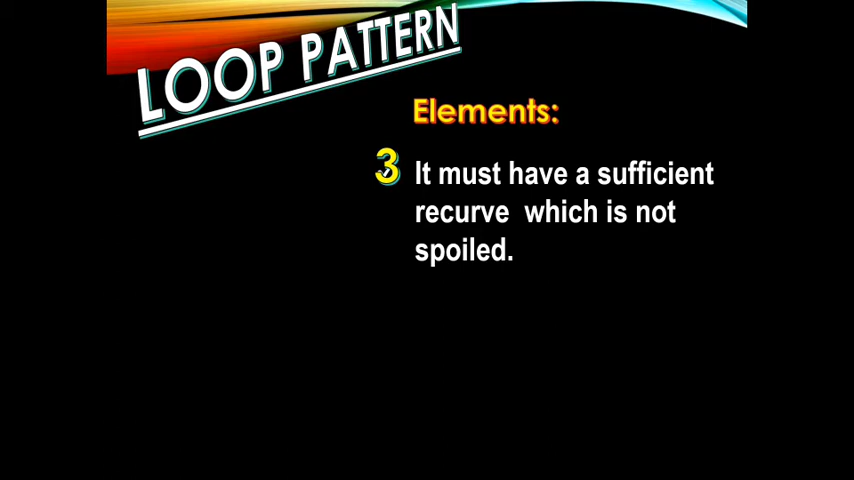 LOOP PATTERN
Elements:
3 It must have a sufficient
recurve which is not
spoiled.